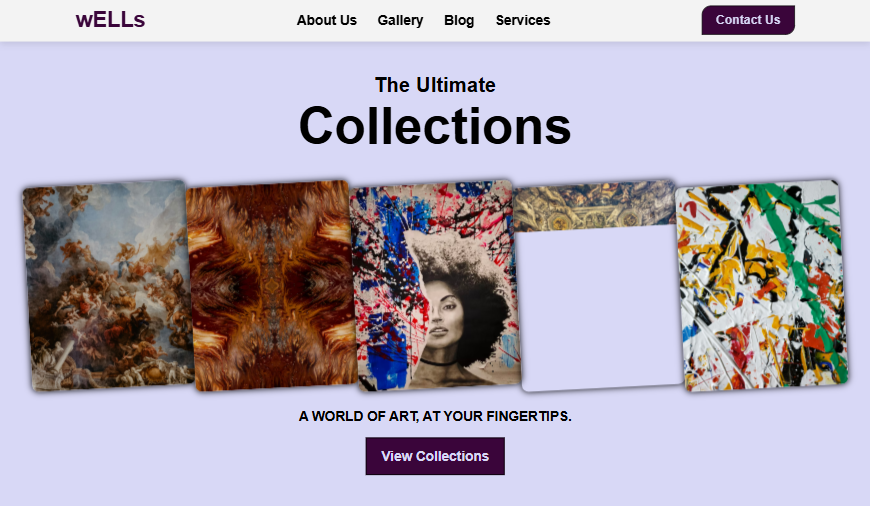 wELLs
About Us Gallery Blog Services
Contact Us
The Ultimate
Collections
A WORLD OF ART, AT YOUR FINGERTIPS.
View Collections